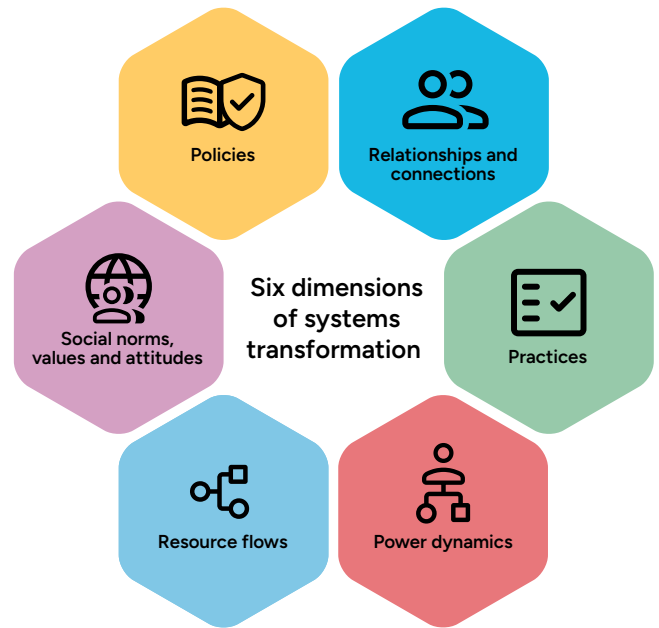 Policies
Relationships and
connections
Social norms,
values and attitudes
Six dimensions
of systems
transformation
Practices
Resource flows
Power dynamics